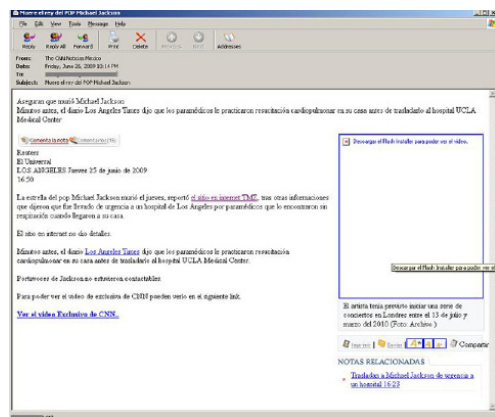 Muere el rey del POP Michael Jackson
File Edit View Tools Message Help
Reply Reply All Forward Print Delete Previous Next Addresses
From: The CNN Noticias Mexico
Date: Friday, June 26, 2009 10:14 PM
To:
Subject: Muere el rey del POP Michael Jackson
Aseguran que murió Michael Jackson
Minutos antes, el diario Los Angeles Times dijo que los paramédicos le practicaron resucitación cardiopulmonar en su casa antes de trasladarlo al hospital UCLA
Medical Center
Comenta la nota
Reuters
El Universal
LOS ANGELES Jueves 25 de junio de 2009
16:50
La estrella del pop Michael Jackson murió el jueves, reportó el sitio en internet TMZ, tras otras informaciones
que dijeron que fue llevado de urgencia a un hospital de Los Angeles por paramédicos que lo encontraron sin
respiración cuando llegaron a su casa.
El sitio en internet no dio detalles.
Minutos antes, el diario Los Angeles Times dijo que los paramédicos le practicaron resucitación
cardiopulmonar en su casa antes de trasladarlo al hospital UCLA Medical Center.
Portavoces de Jackson no estuvieron contactables.
Para poder ver el video de exclusiva de CNN pueden verlo en el siguiente link.
Ver el video Exclusivo de CNN..
Descargar el Flash Installer para poder ver el video.
Descargar el Flash Installer para poder ver el
El artista tenía previsto iniciar una serie de
conciertos en Londres entre el 13 de julio y
marzo del 2010 (Foto: Archivo )
Imprimir Enviar A+ A A- Compartir
NOTAS RELACIONADAS
Trasladan a Michael Jackson de urgencia a
un hospital 16:23